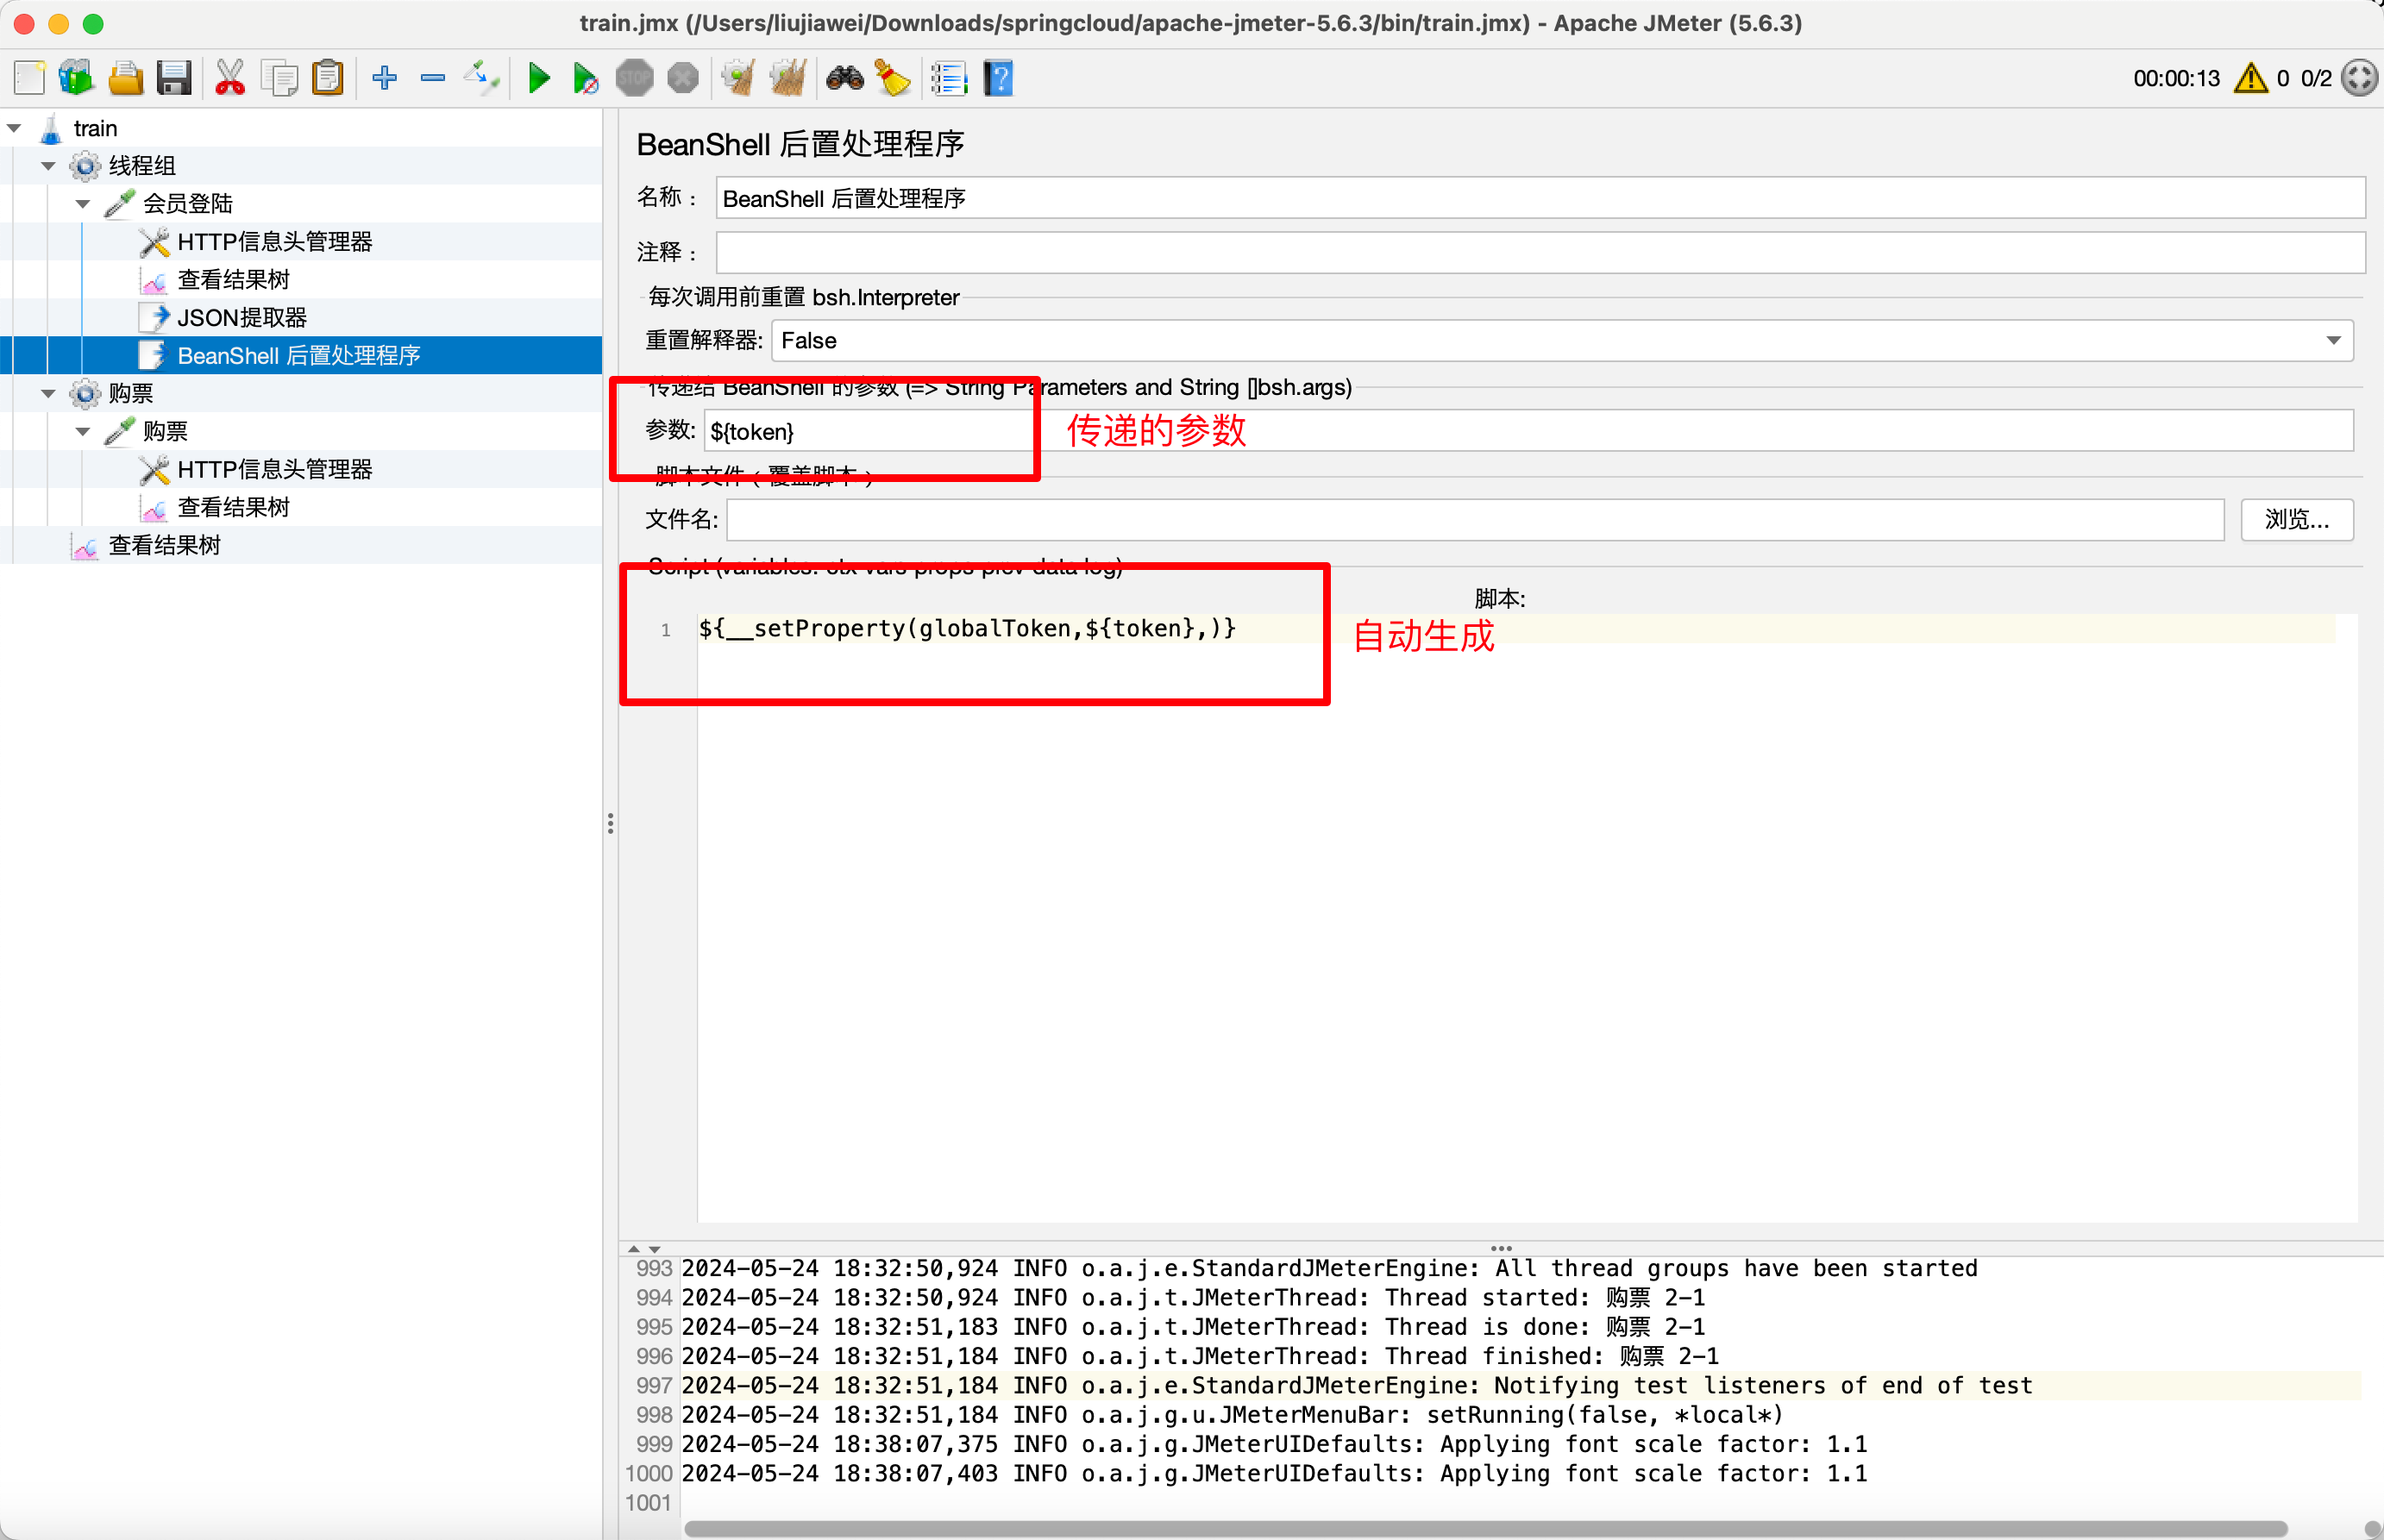 train.jmx (/Users/liujiawei/Downloads/springcloud/apache-jmeter-5.6.3/bin/train.jmx) - Apache JMeter (5.6.3)
STOP
?
00:00:13
0 0/2
train
线程组
会员登陆
HTTP信息头管理器
查看结果树
JSON提取器
BeanShell 后置处理程序
购票
购票
HTTP信息头管理器
查看结果树
查看结果树
BeanShell 后置处理程序
名称： BeanShell 后置处理程序
注释：
每次调用前重置 bsh.Interpreter
重置解释器: False
传递给 BeanShell 的参数 (=> String Parameters and String []bsh.args)
参数: ${token}
传递的参数
脚本文件（覆盖脚本）
文件名: 浏览...
Script (variables: ctx vars props prev data log)
脚本:
1 ${__setProperty(globalToken,${token},)}
自动生成
993 2024-05-24 18:32:50,924 INFO o.a.j.e.StandardJMeterEngine: All thread groups have been started
994 2024-05-24 18:32:50,924 INFO o.a.j.t.JMeterThread: Thread started: 购票 2-1
995 2024-05-24 18:32:51,183 INFO o.a.j.t.JMeterThread: Thread is done: 购票 2-1
996 2024-05-24 18:32:51,184 INFO o.a.j.t.JMeterThread: Thread finished: 购票 2-1
997 2024-05-24 18:32:51,184 INFO o.a.j.e.StandardJMeterEngine: Notifying test listeners of end of test
998 2024-05-24 18:32:51,184 INFO o.a.j.g.u.JMeterMenuBar: setRunning(false, *local*)
999 2024-05-24 18:38:07,375 INFO o.a.j.g.JMeterUIDefaults: Applying font scale factor: 1.1
1000 2024-05-24 18:38:07,403 INFO o.a.j.g.JMeterUIDefaults: Applying font scale factor: 1.1
1001